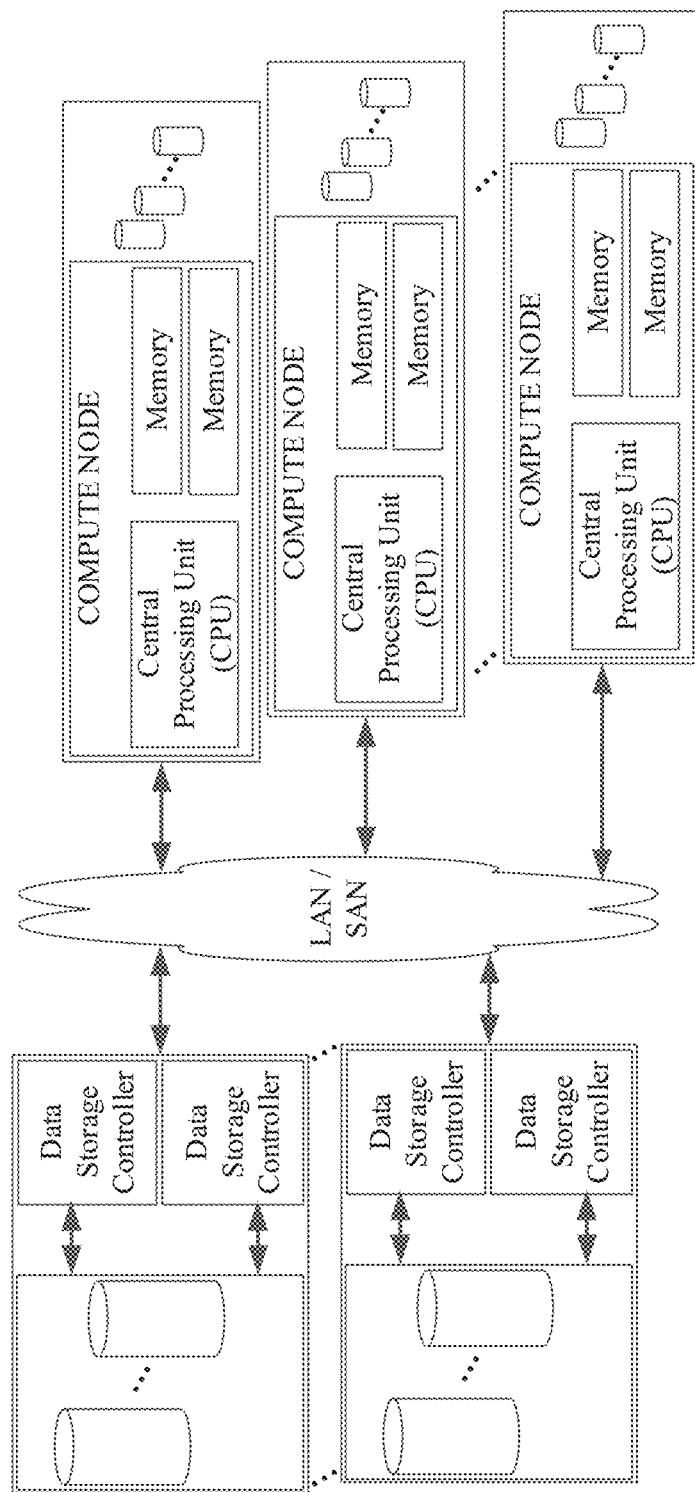 Data
Storage
Controller
Data
Storage
Controller
Data
Storage
Controller
Data
Storage
Controller
LAN /
SAN
COMPUTE NODE
Central
Processing Unit
(CPU)
Memory
Memory
COMPUTE NODE
Central
Processing Unit
(CPU)
Memory
Memory
COMPUTE NODE
Central
Processing Unit
(CPU)
Memory
Memory